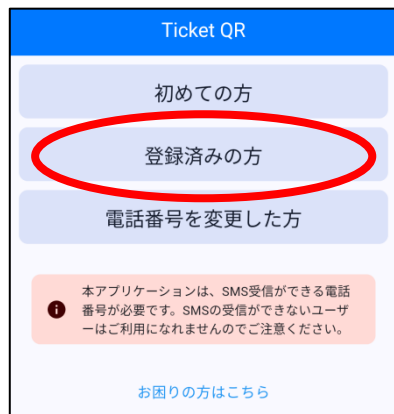 Ticket QR
初めての方
登録済みの方
電話番号を変更した方
本アプリケーションは、SMS受信ができる電話
番号が必要です。SMSの受信ができないユーザ
ーはご利用になれませんのでご注意ください。
お困りの方はこちら